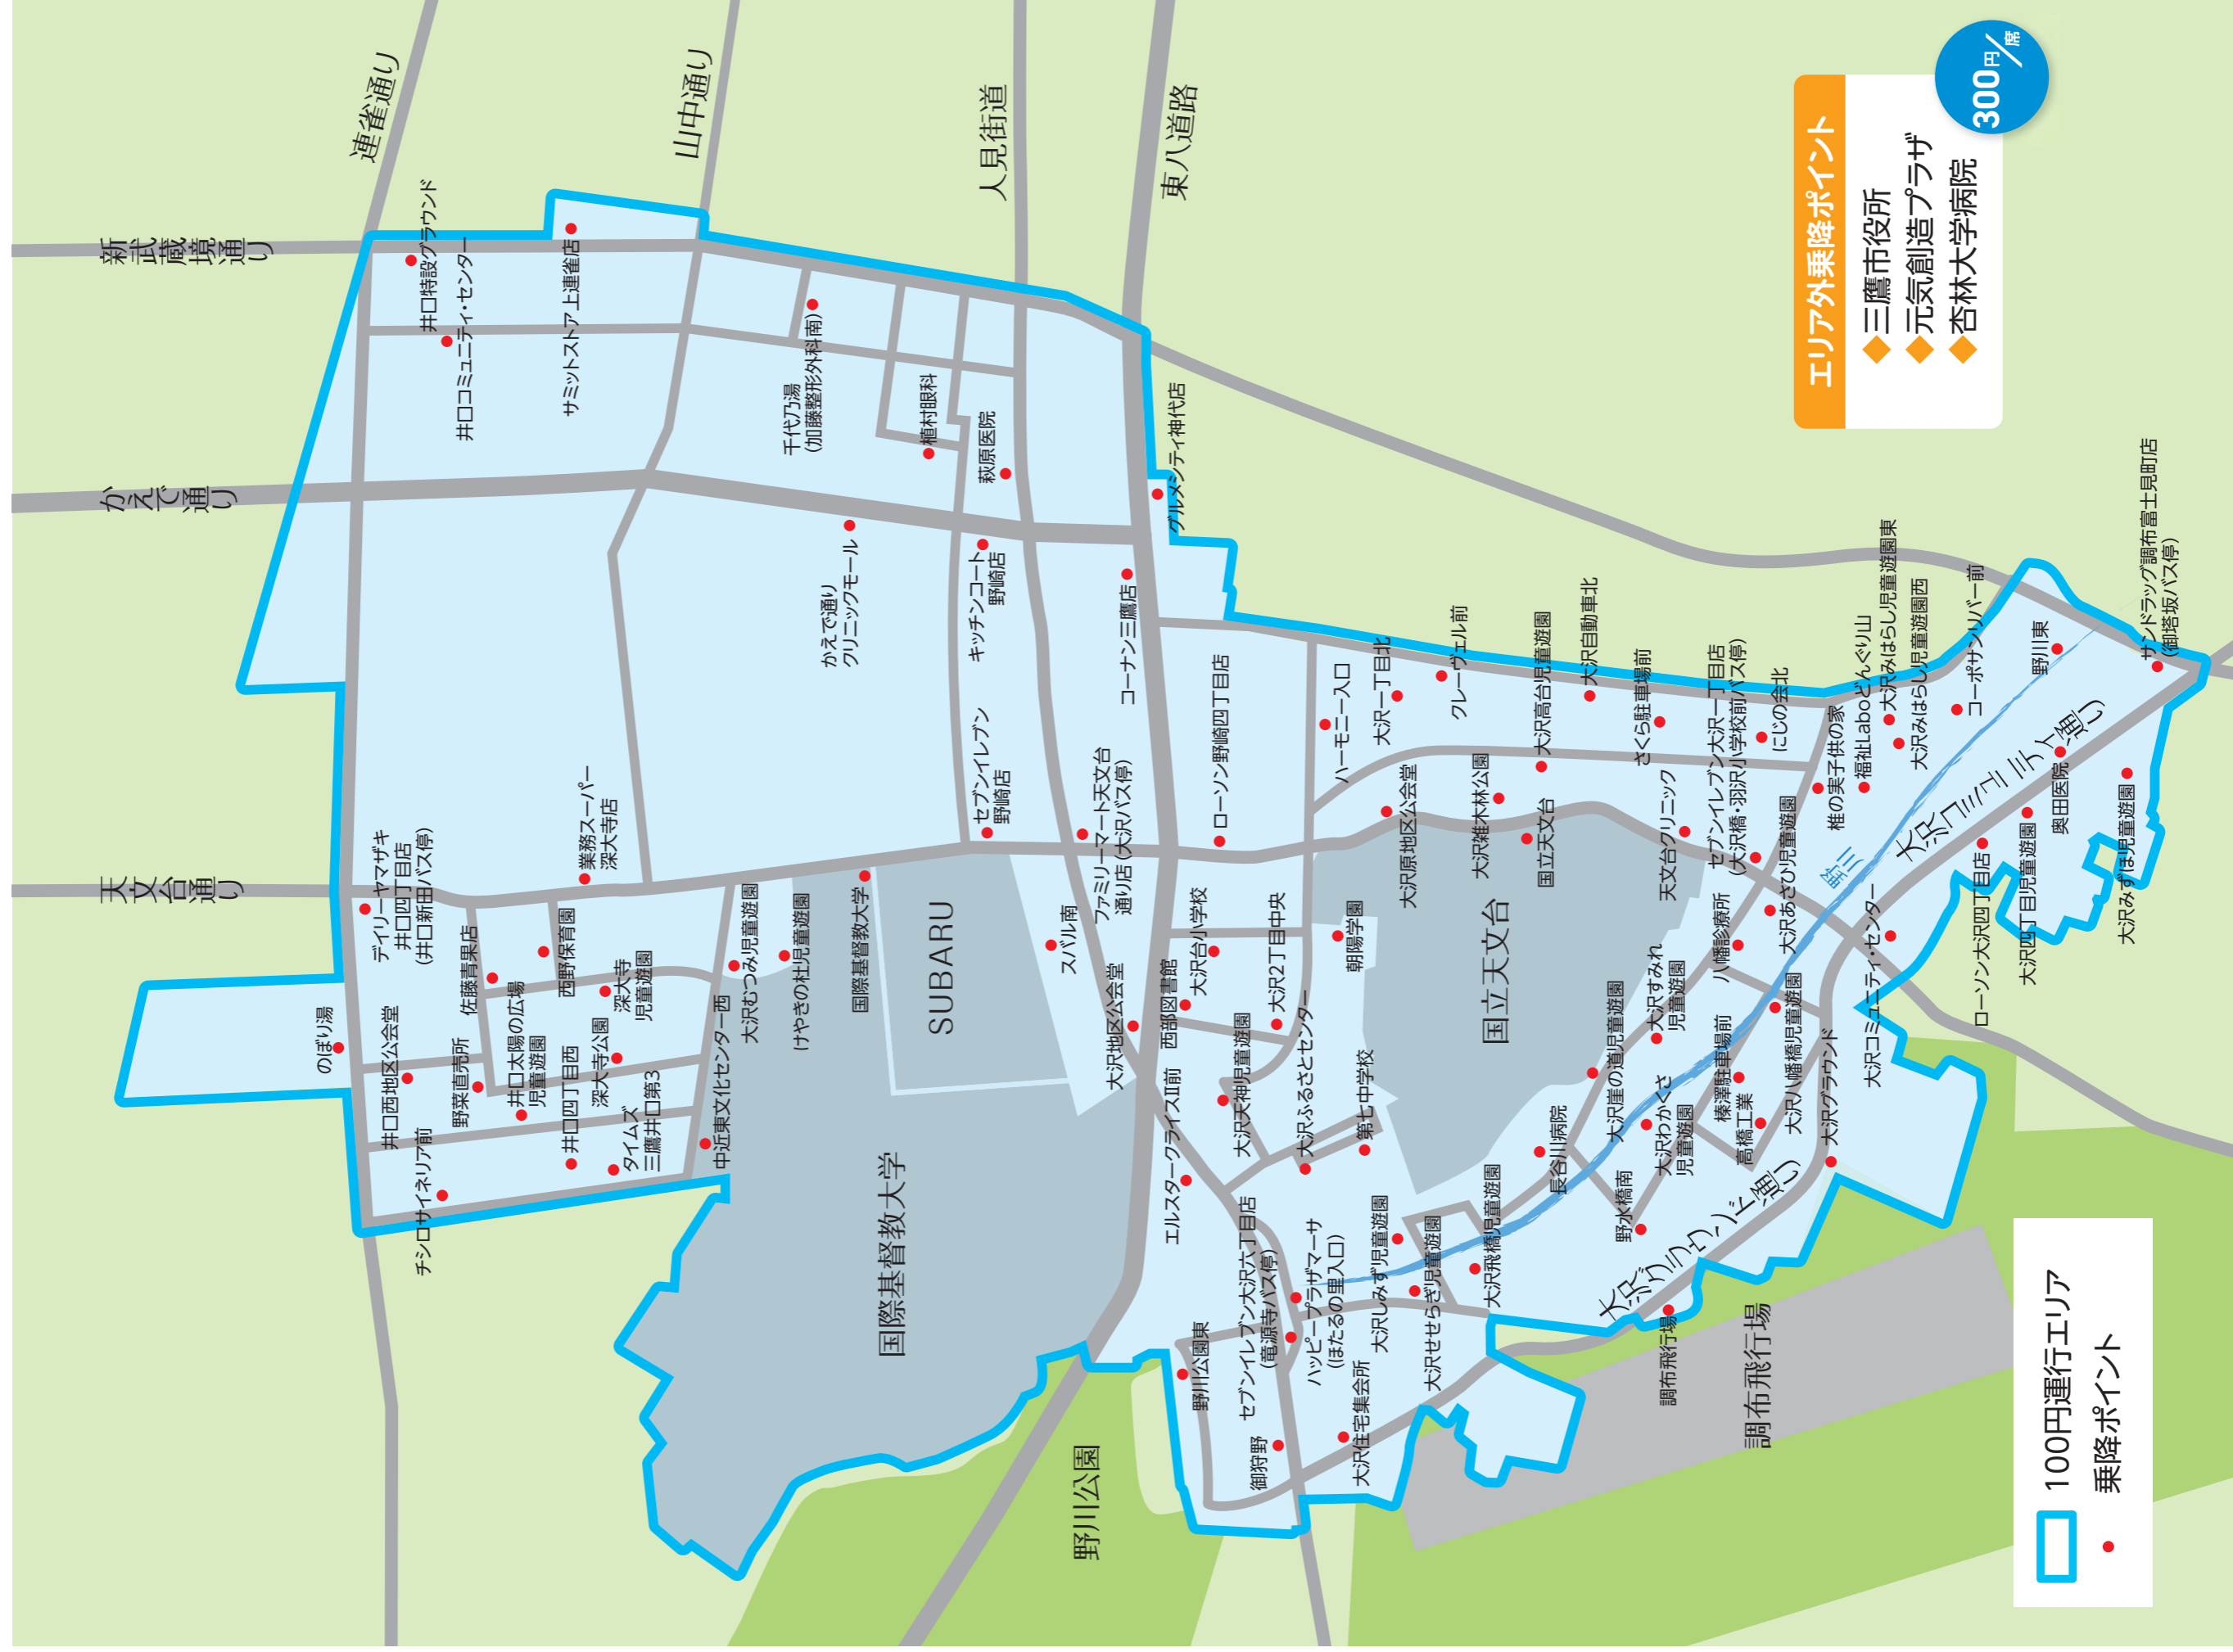 連雀通り
山中通り
人見街道
東八道路
新武蔵境通り
かえで通り
天文台通り
井口特設グラウンド
井口コミュニティ・センター
サミットストア上連雀店
千代乃湯
(加藤整形外科南)
植村眼科
萩原医院
グルメシティ神代店
かえで通り
クリニックモール
キッチンコート
野崎店
コーナン三鷹店
業務スーパー
深大寺店
セブンイレブン
野崎店
ファミリーマート天文台
通り店(大沢バス停)
ローソン野崎四丁目店
デイリーヤマザキ
井口四丁目店
(井口新田バス停)
佐藤青果店
西野保育園
深大寺
児童遊園
大沢むつみ児童遊園
けやきの杜児童遊園
国際基督教大学
SUBARU
スバル南
のぼり湯
井口西地区公会堂
野菜直売所
井口太陽の広場
児童遊園
深大寺公園
井口四丁目西
タイムズ
三鷹井口第3
チシロサイネリア前
中近東文化センター西
国際基督教大学
大沢地区公会堂
西部図書館
大沢台小学校
大沢2丁目中央
朝陽学園
大沢天神児童遊園
大沢ふるさとセンター
第七中学校
エルスタークライスⅡ前
ハーモニー入口
大沢一丁目北
クレーヴェル前
大沢高台児童遊園
大沢自動車北
さくら駐車場前
大沢原地区公会堂
大沢雑木林公園
国立天文台
国立天文台
天文台クリニック
セブンイレブン大沢一丁目店
(大沢橋・羽沢小学校前バス停)
にじの会北
大沢あさひ児童遊園
椎の実子供の家
福祉Laboどんぐり山
大沢みはらし児童遊園東
大沢みはらし児童遊園西
コーポサンリバー前
野川東
サンドラッグ調布富士見町店
(御塔坂バス停)
大沢コミュニティ通り
奥田医院
大沢みずほ児童遊園
大沢四丁目児童遊園
ローソン大沢四丁目店
野川
大沢コミュニティ・センター
八幡診療所
大沢すみれ
児童遊園
大沢崖の道児童遊園
大沢八幡橋児童遊園
榛澤駐車場前
高橋工業
大沢わかくさ
児童遊園
大沢グラウンド
長谷川病院
野水橋南
大沢飛橋児童遊園
大沢せせらぎ児童遊園
大沢しみず児童遊園
ハッピープラザマーサ
(ほたるの里入口)
セブンイレブン大沢六丁目店
(竜源寺バス停)
野川公園東
御狩野
大沢住宅集会所
野川公園
大沢グラウンド通り
調布飛行場
調布飛行場
エリア外乗降ポイント
◆三鷹市役所
◆元気創造プラザ
◆杏林大学病院
300円/席
100円運行エリア
乗降ポイント